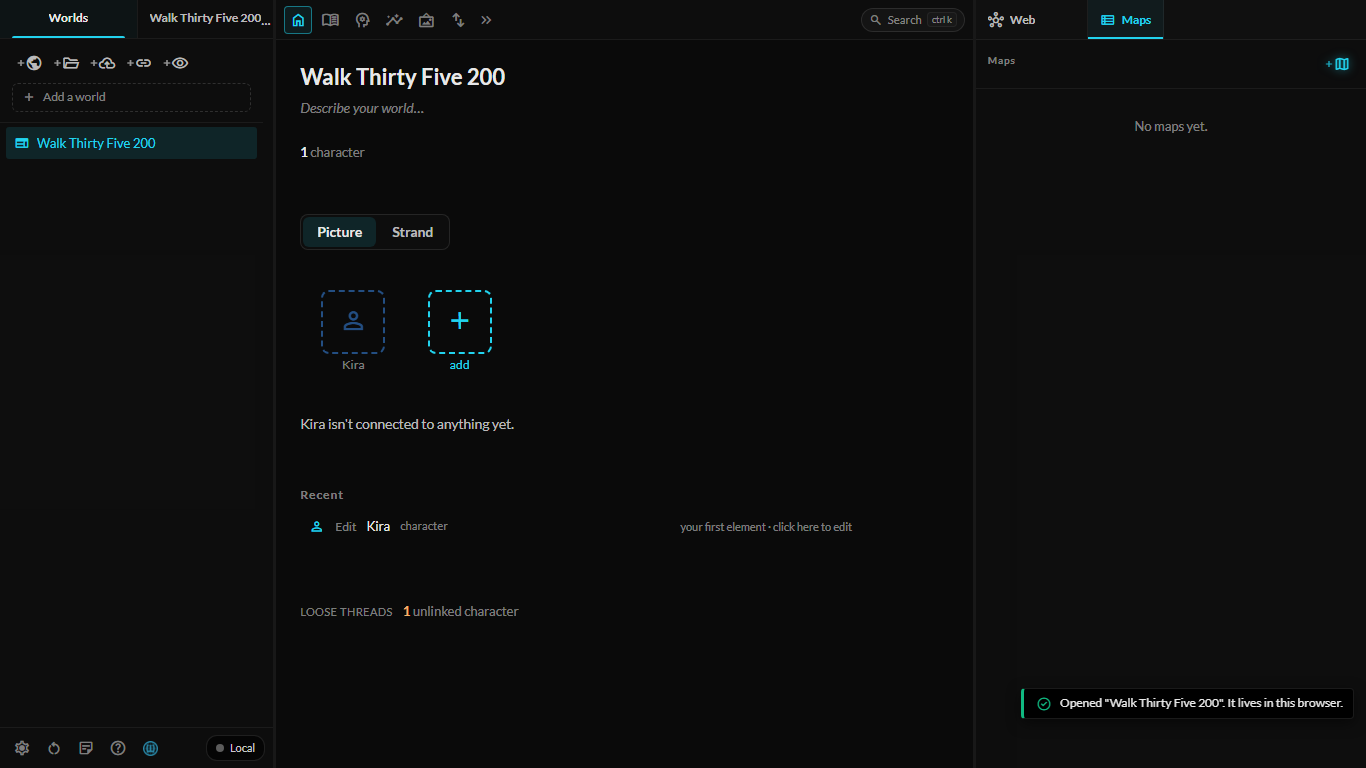 Worlds
Walk Thirty Five 200...
Search ctrl k
Web
Maps
Add a world
Walk Thirty Five 200
Walk Thirty Five 200
Describe your world...
1 character
Picture
Strand
Kira
add
Kira isn't connected to anything yet.
Recent
Edit Kira character your first element · click here to edit
LOOSE THREADS 1 unlinked character
Maps
No maps yet.
Opened "Walk Thirty Five 200". It lives in this browser.
Local